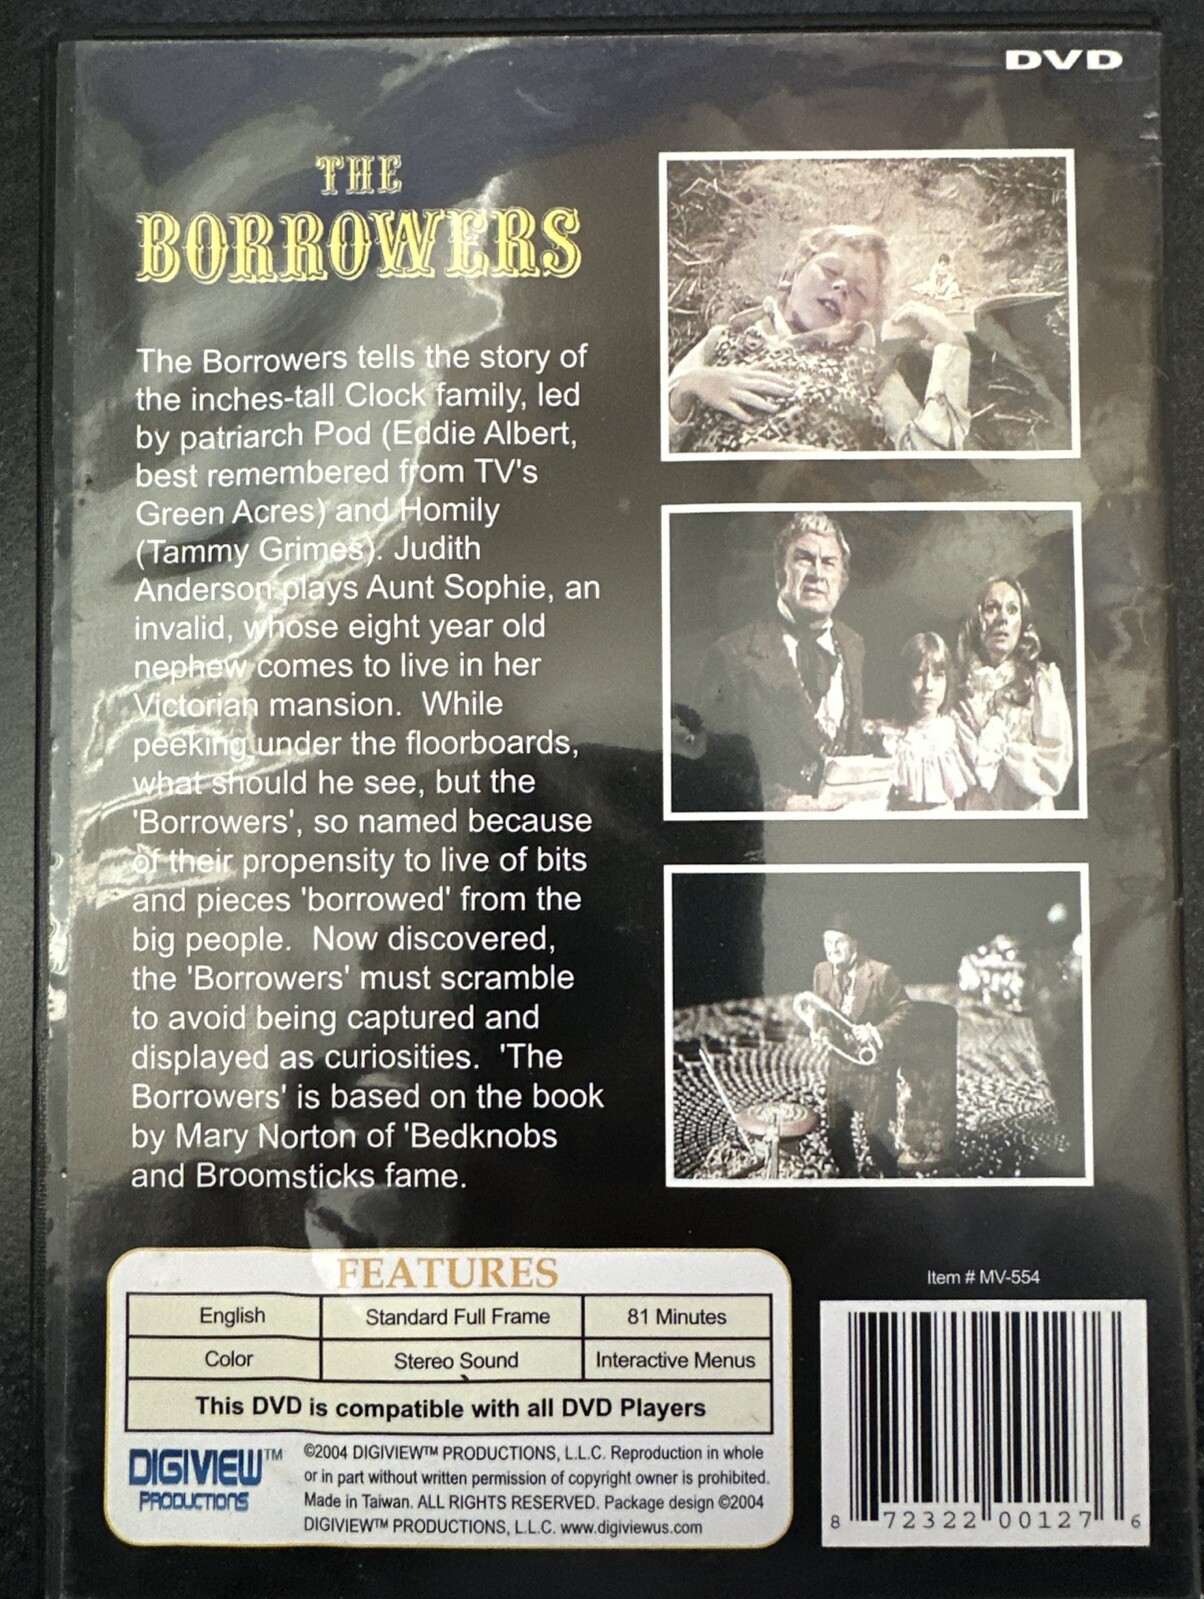 DVD
THE
BORROWERS
The Borrowers tells the story of
the inches-tall Clock family, led
by patriarch Pod (Eddie Albert,
best remembered from TV's
Green Acres) and Homily
(Tammy Grimes). Judith
Anderson plays Aunt Sophie, an
invalid, whose eight year old
nephew comes to live in her
Victorian mansion. While
peeking under the floorboards,
what should he see, but the
'Borrowers', so named because
of their propensity to live of bits
and pieces 'borrowed' from the
big people. Now discovered,
the 'Borrowers' must scramble
to avoid being captured and
displayed as curiosities. 'The
Borrowers' is based on the book
by Mary Norton of 'Bedknobs
and Broomsticks fame.
FEATURES
English Standard Full Frame 81 Minutes
Color Stereo Sound Interactive Menus
This DVD is compatible with all DVD Players
DIGIVIEW™
PRODUCTIONS
©2004 DIGIVIEW™ PRODUCTIONS, L.L.C. Reproduction in whole
or in part without written permission of copyright owner is prohibited.
Made in Taiwan. ALL RIGHTS RESERVED. Package design ©2004
DIGIVIEW™ PRODUCTIONS, L.L.C. www.digiviewus.com
Item # MV-554
8 72322 00127 6